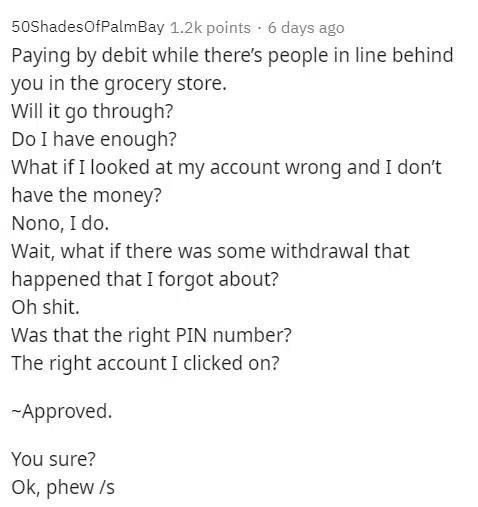 50ShadesOfPalmBay 1.2k points · 6 days ago
Paying by debit while there’s people in line behind
you in the grocery store.
Will it go through?
Do I have enough?
What if I looked at my account wrong and I don’t
have the money?
Nono, I do.
Wait, what if there was some withdrawal that
happened that I forgot about?
Oh shit.
Was that the right PIN number?
The right account I clicked on?
~Approved.
You sure?
Ok, phew /s